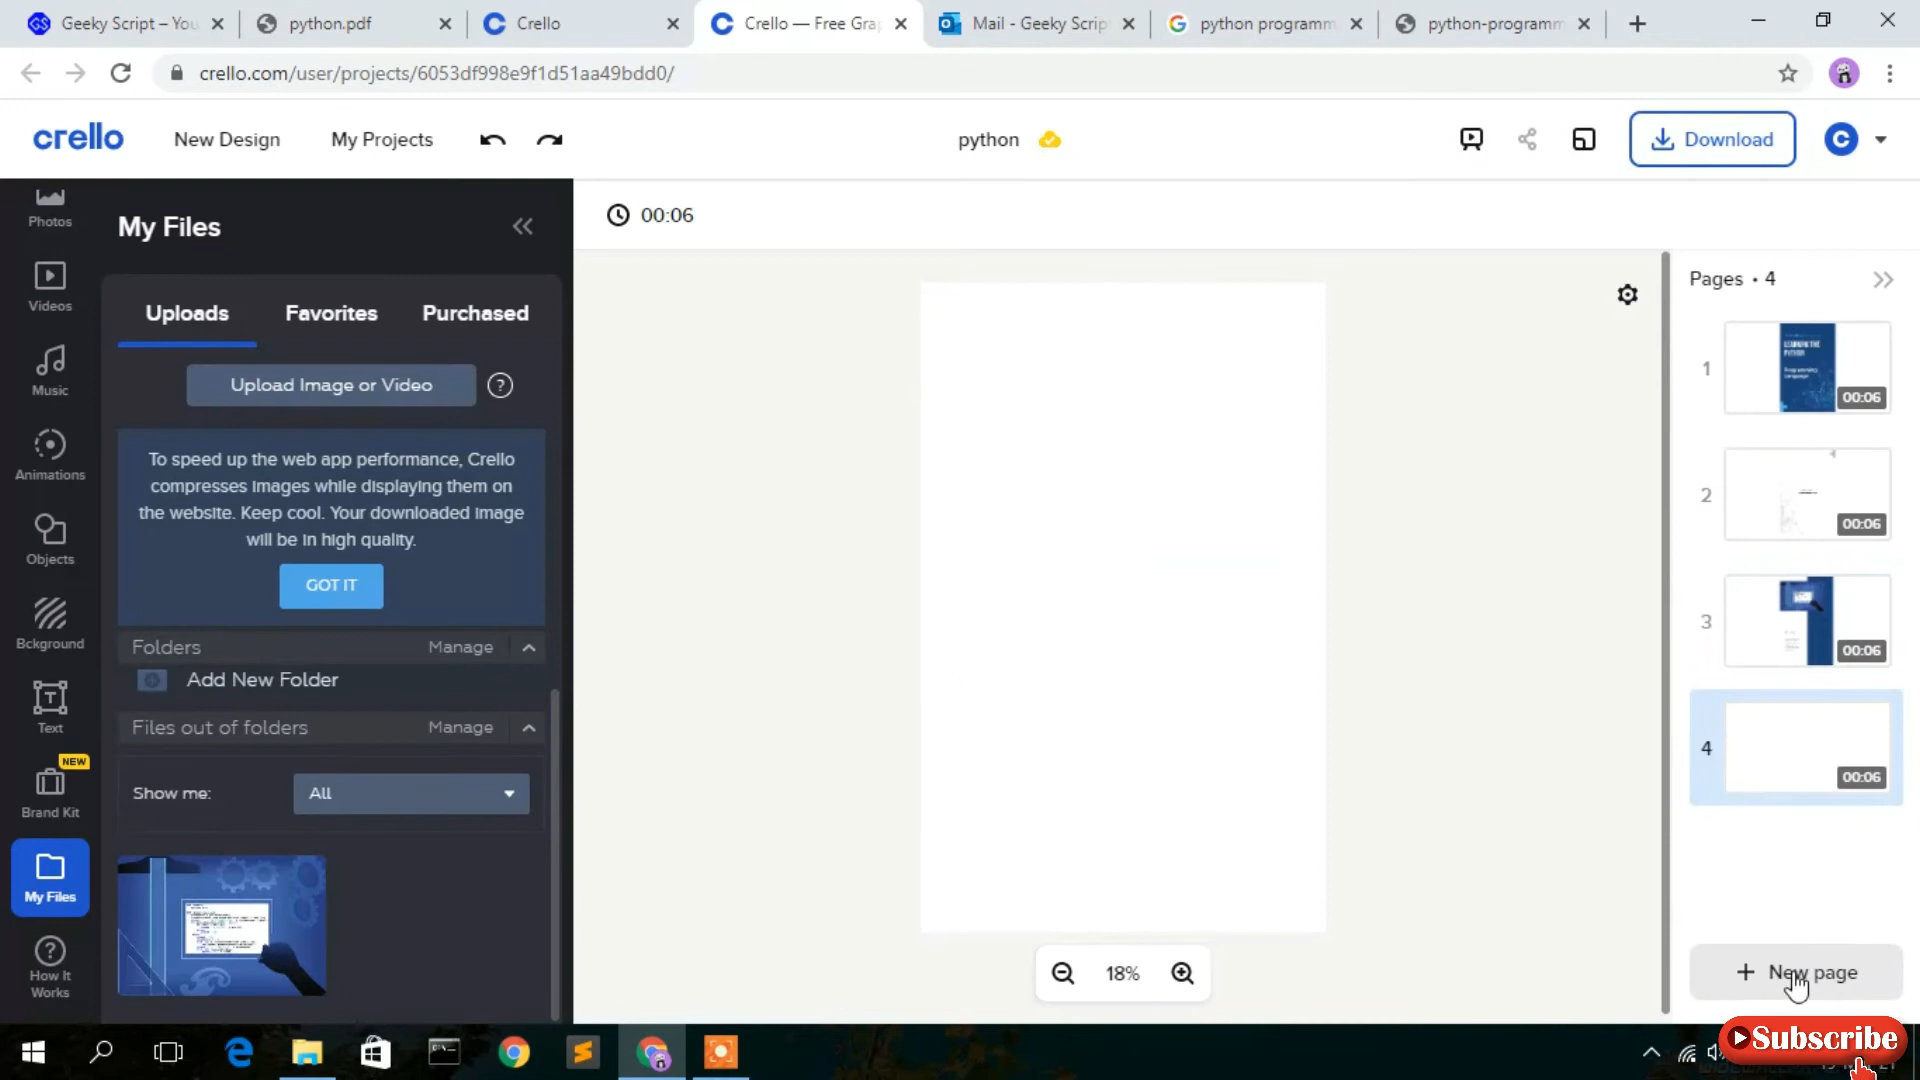 Geeky Script – You
python.pdf
Crello
Crello — Free Gra
Mail - Geeky Scrip
python programm
python-programm
crello.com/user/projects/6053df998e9f1d51aa49bdd0/
crello
New Design
My Projects
python
Download
C
Photos
Videos
Music
Animations
Objects
Bckground
Text
NEW
Brand Kit
My Files
How It
Works
My Files
Uploads
Favorites
Purchased
Upload Image or Video
?
To speed up the web app performance, Crello
compresses images while displaying them on
the website. Keep cool. Your downloaded image
will be in high quality.
GOT IT
Folders
Manage
Add New Folder
Files out of folders
Manage
Show me:
All
00:06
18%
Pages • 4
1
LEARNING THE
PYTHON
Programming
Language
00:06
2
00:06
3
00:06
4
00:06
+ New page
Subscribe